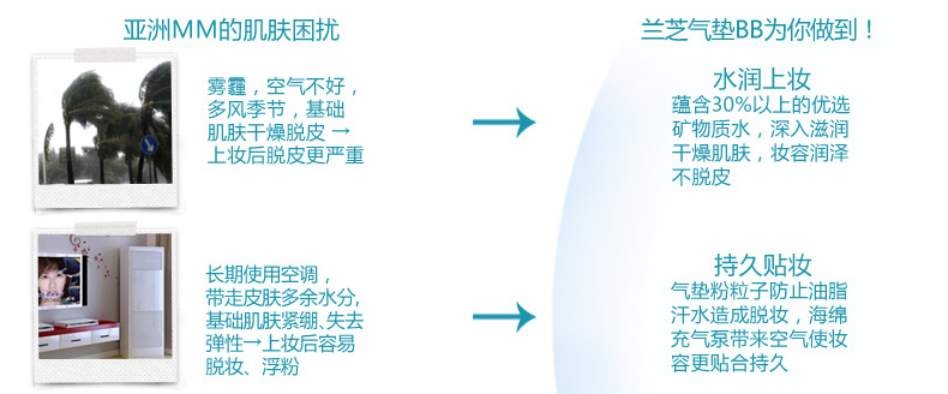 亚洲MM的肌肤困扰
兰芝气垫BB为你做到！
雾霾，空气不好，
多风季节，基础
肌肤干燥脱皮 →
上妆后脱皮更严重
水润上妆
蕴含30%以上的优选
矿物质水，深入滋润
干燥肌肤，妆容润泽
不脱皮
长期使用空调，
带走皮肤多余水分,
基础肌肤紧绷、失去
弹性→上妆后容易
脱妆、浮粉
持久贴妆
气垫粉粒子防止油脂
汗水造成脱妆，海绵
充气泵带来空气使妆
容更贴合持久